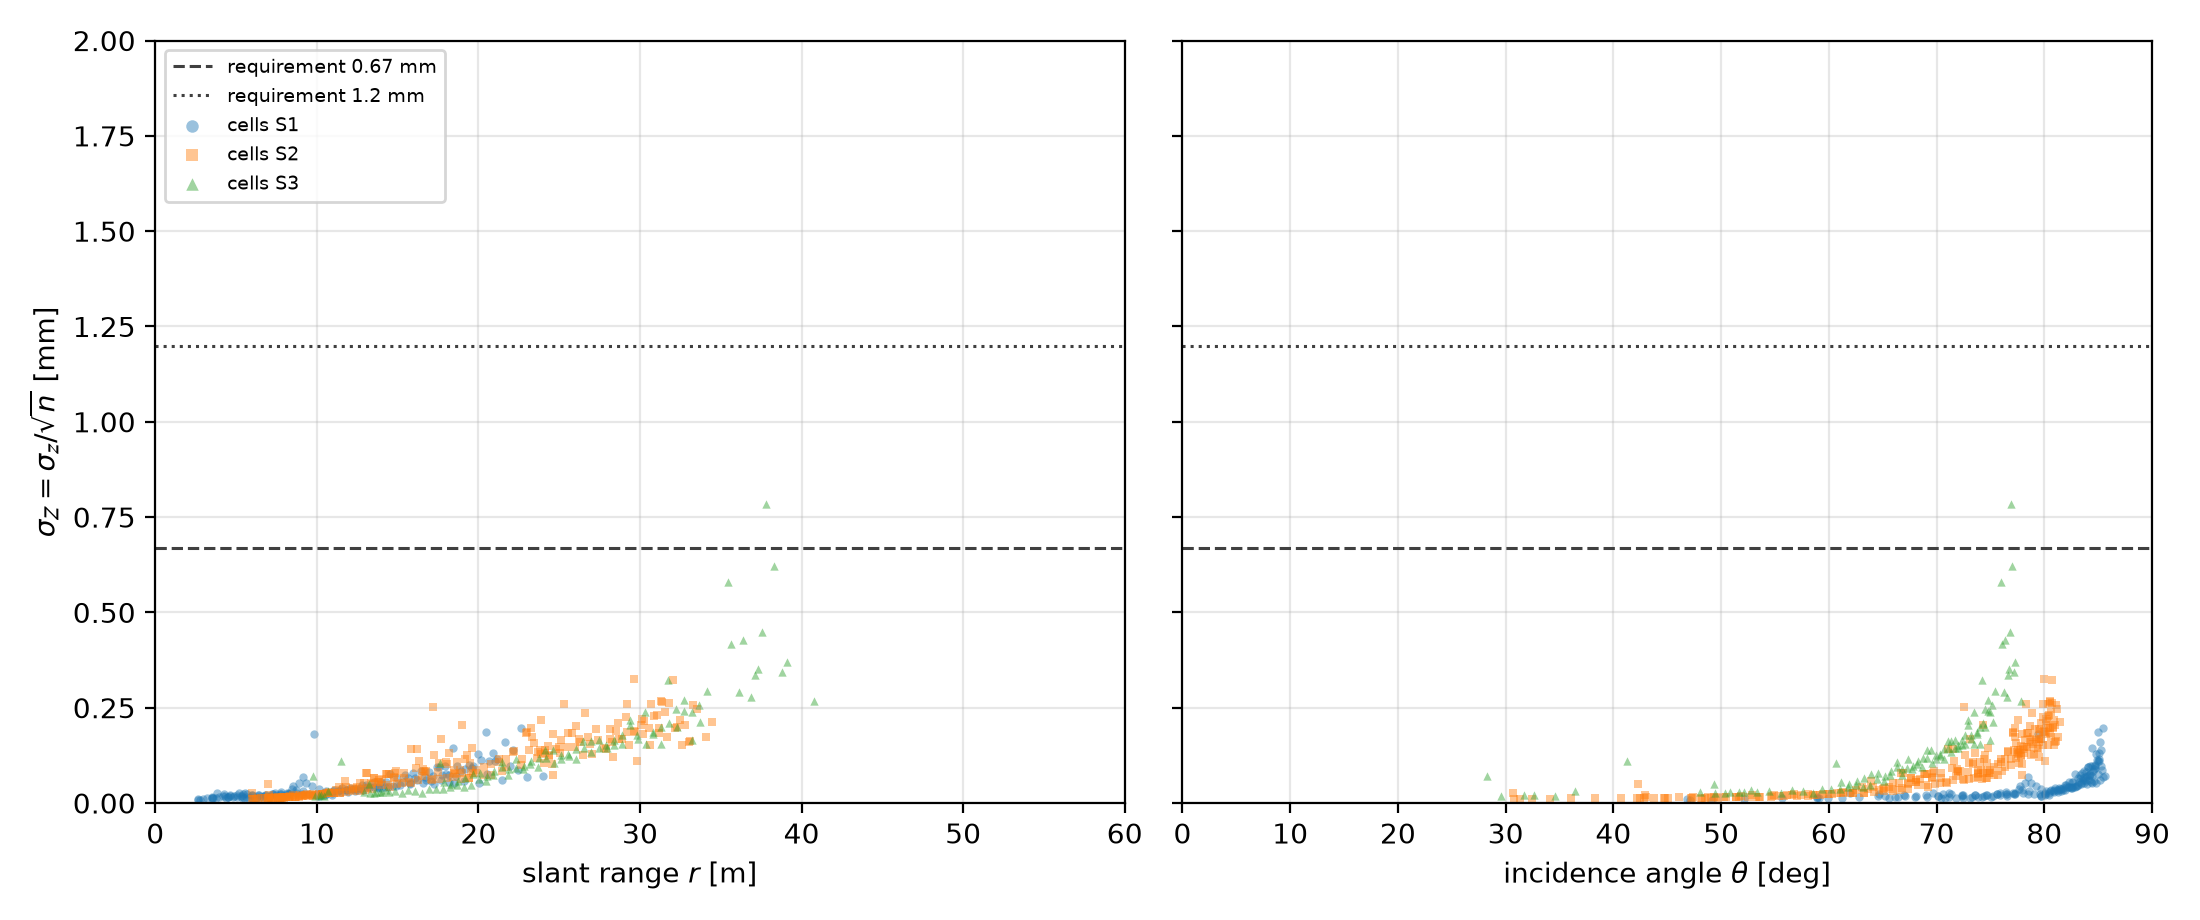 2.00
1.75
1.50
1.25
1.00
0.75
0.50
0.25
0.00
σ_Z = σ_z/√n [mm]
requirement 0.67 mm
requirement 1.2 mm
cells S1
cells S2
cells S3
0 10 20 30 40 50 60
slant range r [m]
0 10 20 30 40 50 60 70 80 90
incidence angle θ [deg]